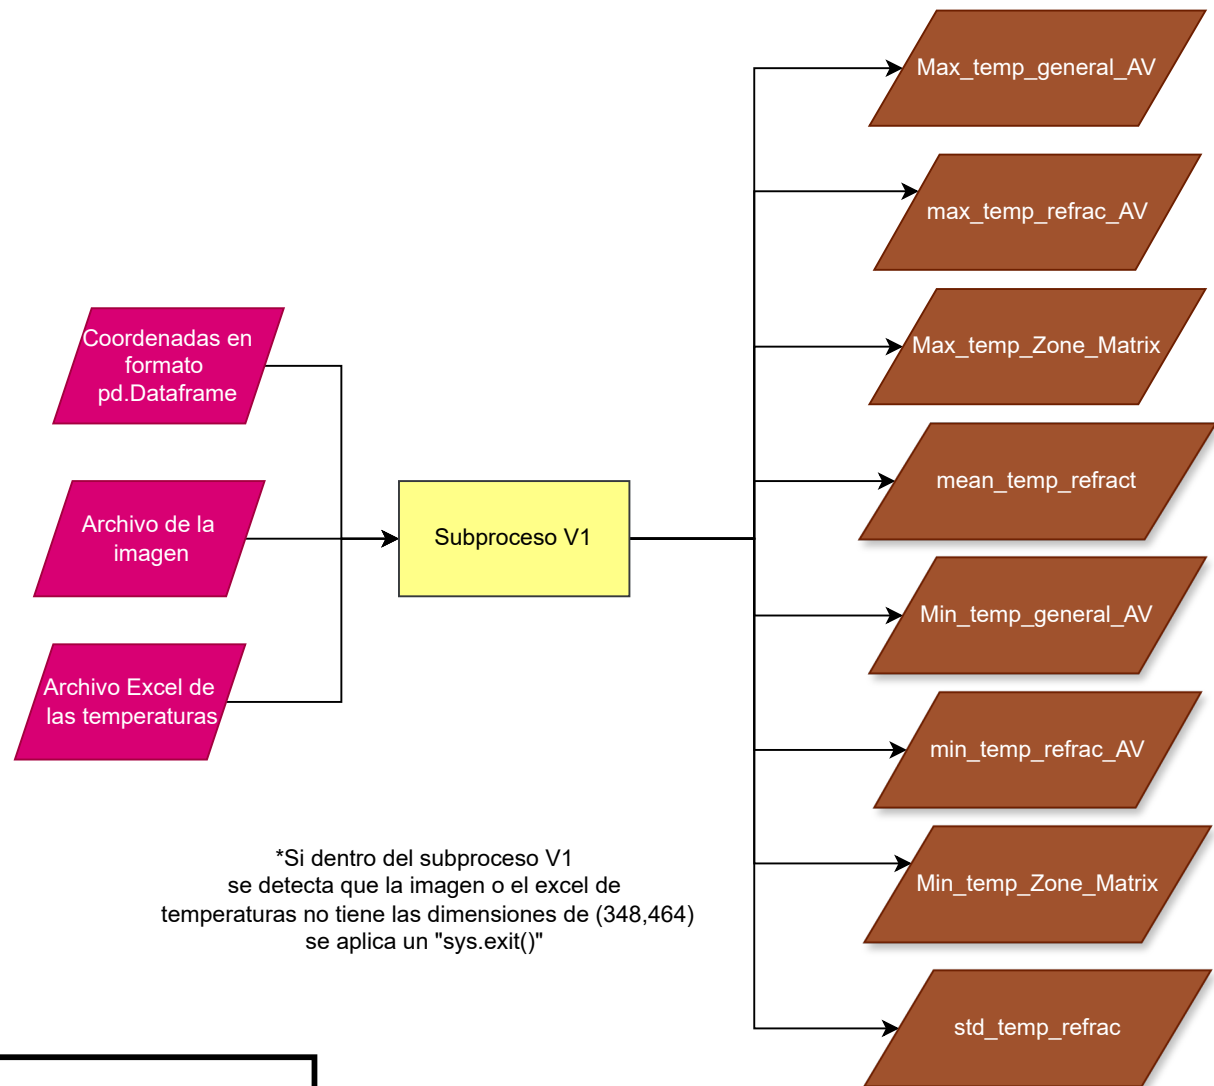 Max_temp_general_AV
max_temp_refrac_AV
Coordenadas en
formato
pd.Dataframe
Max_temp_Zone_Matrix
mean_temp_refract
Archivo de la
imagen
Subproceso V1
Min_temp_general_AV
Archivo Excel de
las temperaturas
min_temp_refrac_AV
*Si dentro del subproceso V1
se detecta que la imagen o el excel de
temperaturas no tiene las dimensiones de (348,464)
se aplica un "sys.exit()"
Min_temp_Zone_Matrix
std_temp_refrac